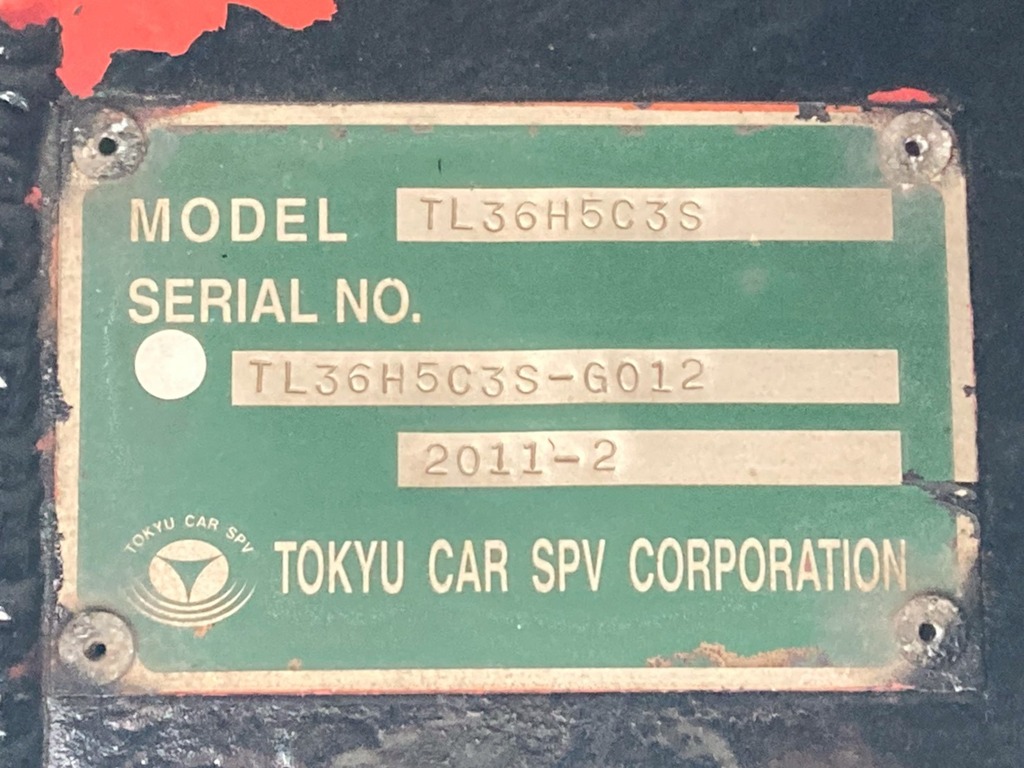 MODEL TL36H5C3S
SERIAL NO.
TL36H5C3S-G012
2011-2
TOKYU CAR SPV
TOKYU CAR SPV CORPORATION